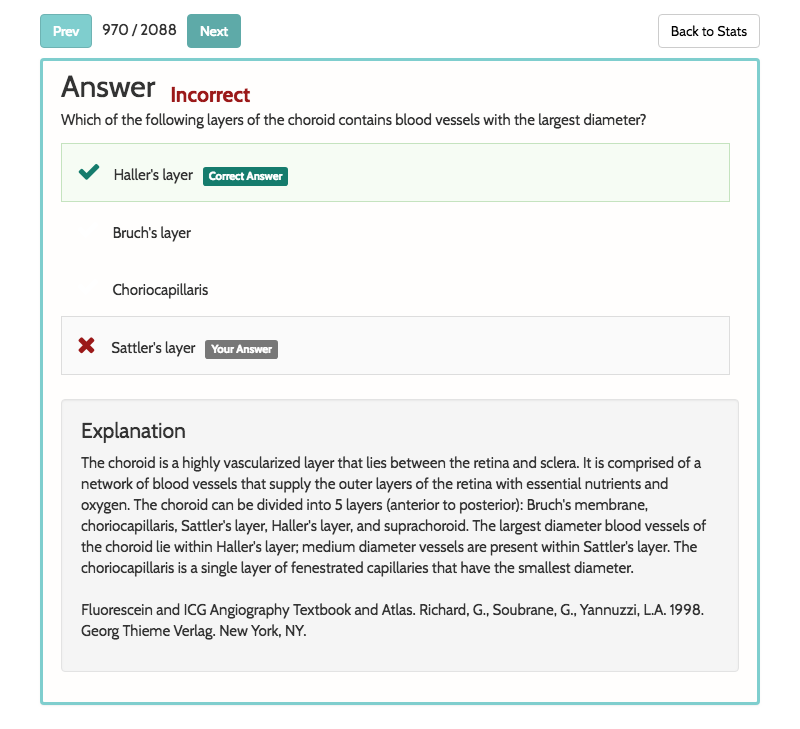 Prev 970 / 2088 Next Back to Stats
Answer Incorrect
Which of the following layers of the choroid contains blood vessels with the largest diameter?
Haller's layer Correct Answer
Bruch's layer
Choriocapillaris
Sattler's layer Your Answer
Explanation
The choroid is a highly vascularized layer that lies between the retina and sclera. It is comprised of a
network of blood vessels that supply the outer layers of the retina with essential nutrients and
oxygen. The choroid can be divided into 5 layers (anterior to posterior): Bruch's membrane,
choriocapillaris, Sattler's layer, Haller's layer, and suprachoroid. The largest diameter blood vessels of
the choroid lie within Haller's layer; medium diameter vessels are present within Sattler's layer. The
choriocapillaris is a single layer of fenestrated capillaries that have the smallest diameter.
Fluorescein and ICG Angiography Textbook and Atlas. Richard, G., Soubrane, G., Yannuzzi, L.A. 1998.
Georg Thieme Verlag. New York, NY.